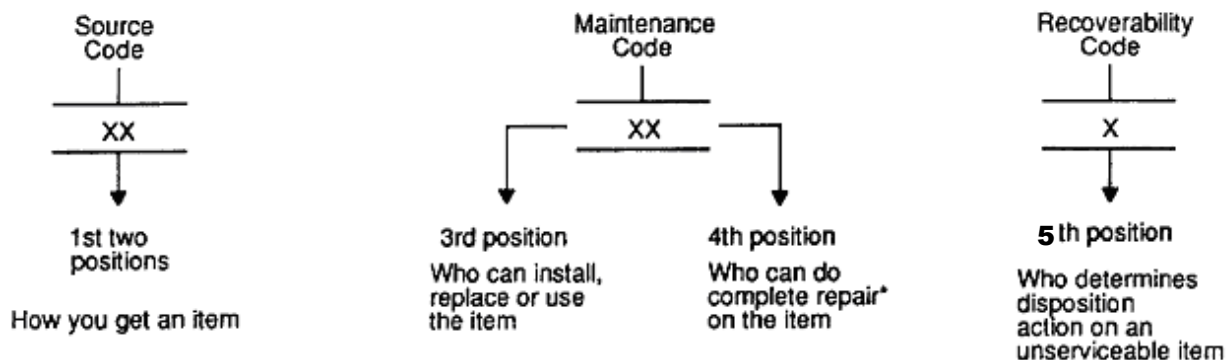 Source
Code
XX
1st two
positions
How you get an item
Maintenance
Code
XX
3rd position
Who can install,
replace or use
the item
4th position
Who can do
complete repair*
on the item
Recoverability
Code
X
5th position
Who determines
disposition
action on an
unserviceable item